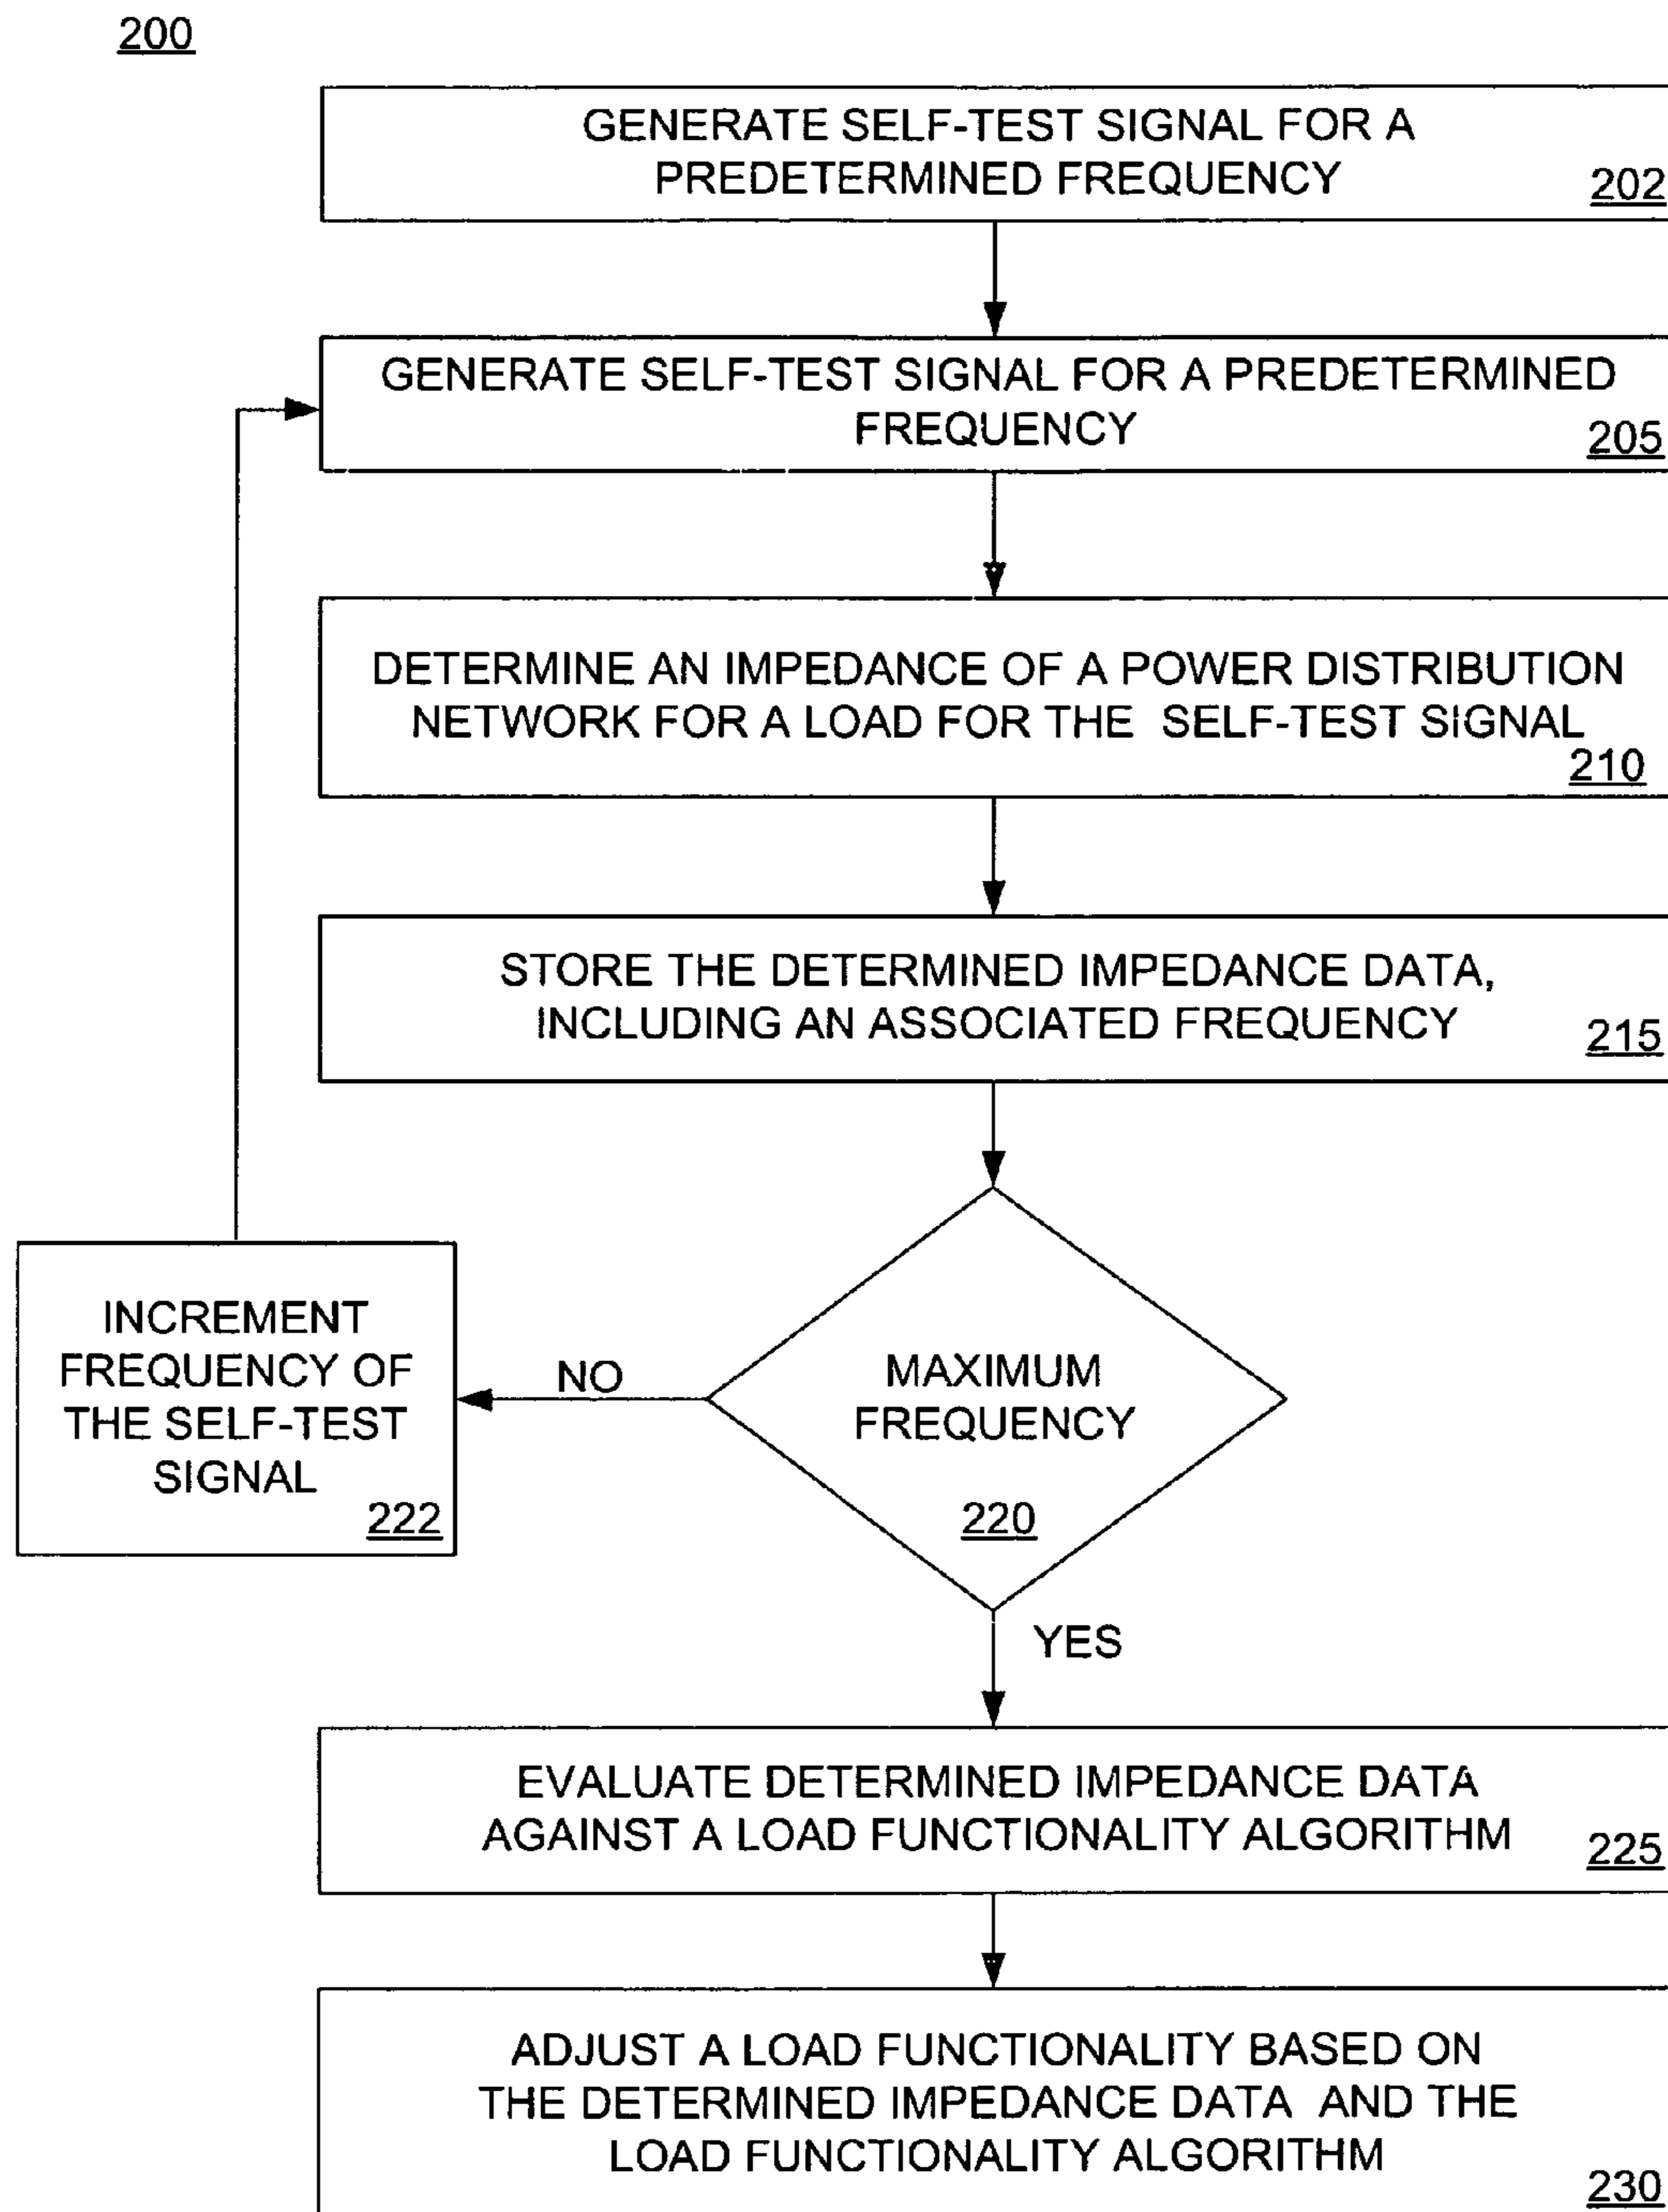 200
GENERATE SELF-TEST SIGNAL FOR A
PREDETERMINED FREQUENCY
202
GENERATE SELF-TEST SIGNAL FOR A PREDETERMINED
FREQUENCY
205
DETERMINE AN IMPEDANCE OF A POWER DISTRIBUTION
NETWORK FOR A LOAD FOR THE SELF-TEST SIGNAL
210
STORE THE DETERMINED IMPEDANCE DATA,
INCLUDING AN ASSOCIATED FREQUENCY
215
MAXIMUM
FREQUENCY
220
NO
INCREMENT
FREQUENCY OF
THE SELF-TEST
SIGNAL
222
YES
EVALUATE DETERMINED IMPEDANCE DATA
AGAINST A LOAD FUNCTIONALITY ALGORITHM
225
ADJUST A LOAD FUNCTIONALITY BASED ON
THE DETERMINED IMPEDANCE DATA AND THE
LOAD FUNCTIONALITY ALGORITHM
230